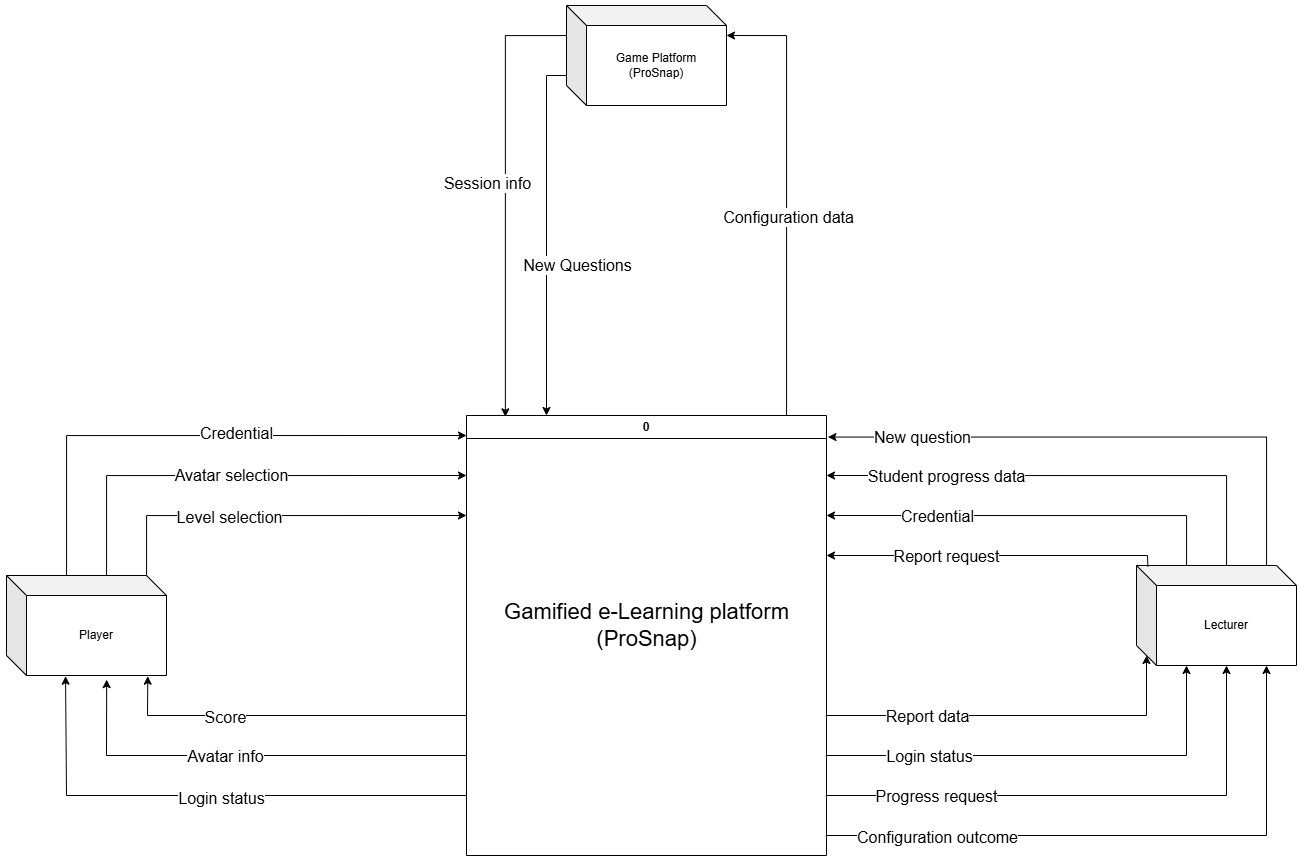 Game Platform
(ProSnap)
Session info
Configuration data
New Questions
0
Credential
New question
Avatar selection
Student progress data
Level selection
Credential
Report request
Gamified e-Learning platform
(ProSnap)
Player
Lecturer
Score
Report data
Avatar info
Login status
Login status
Progress request
Configuration outcome